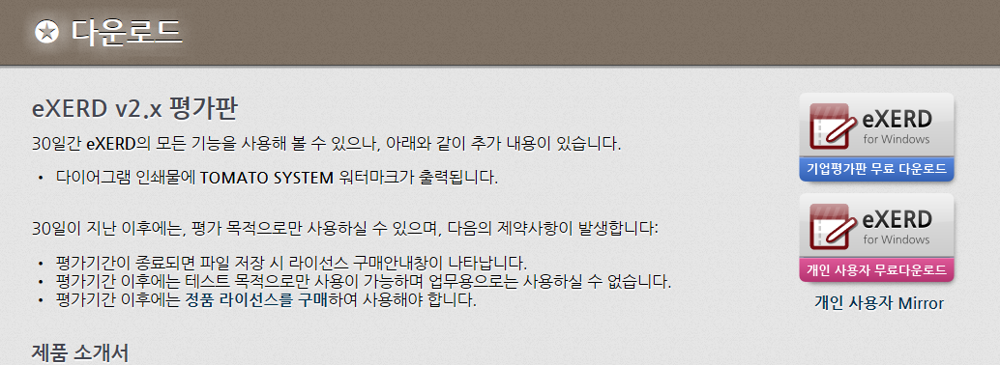 다운로드
eXERD v2.x 평가판
30일간 eXERD의 모든 기능을 사용해 볼 수 있으나, 아래와 같이 추가 내용이 있습니다.
• 다이어그램 인쇄물에 TOMATO SYSTEM 워터마크가 출력됩니다.
30일이 지난 이후에는, 평가 목적으로만 사용하실 수 있으며, 다음의 제약사항이 발생합니다:
• 평가기간이 종료되면 파일 저장 시 라이선스 구매안내창이 나타납니다.
• 평가기간 이후에는 테스트 목적으로만 사용이 가능하며 업무용으로는 사용하실 수 없습니다.
• 평가기간 이후에는 정품 라이선스를 구매하여 사용해야 합니다.
제품 소개서
eXERD
for Windows
기업평가판 무료 다운로드
eXERD
for Windows
개인 사용자 무료다운로드
개인 사용자 Mirror